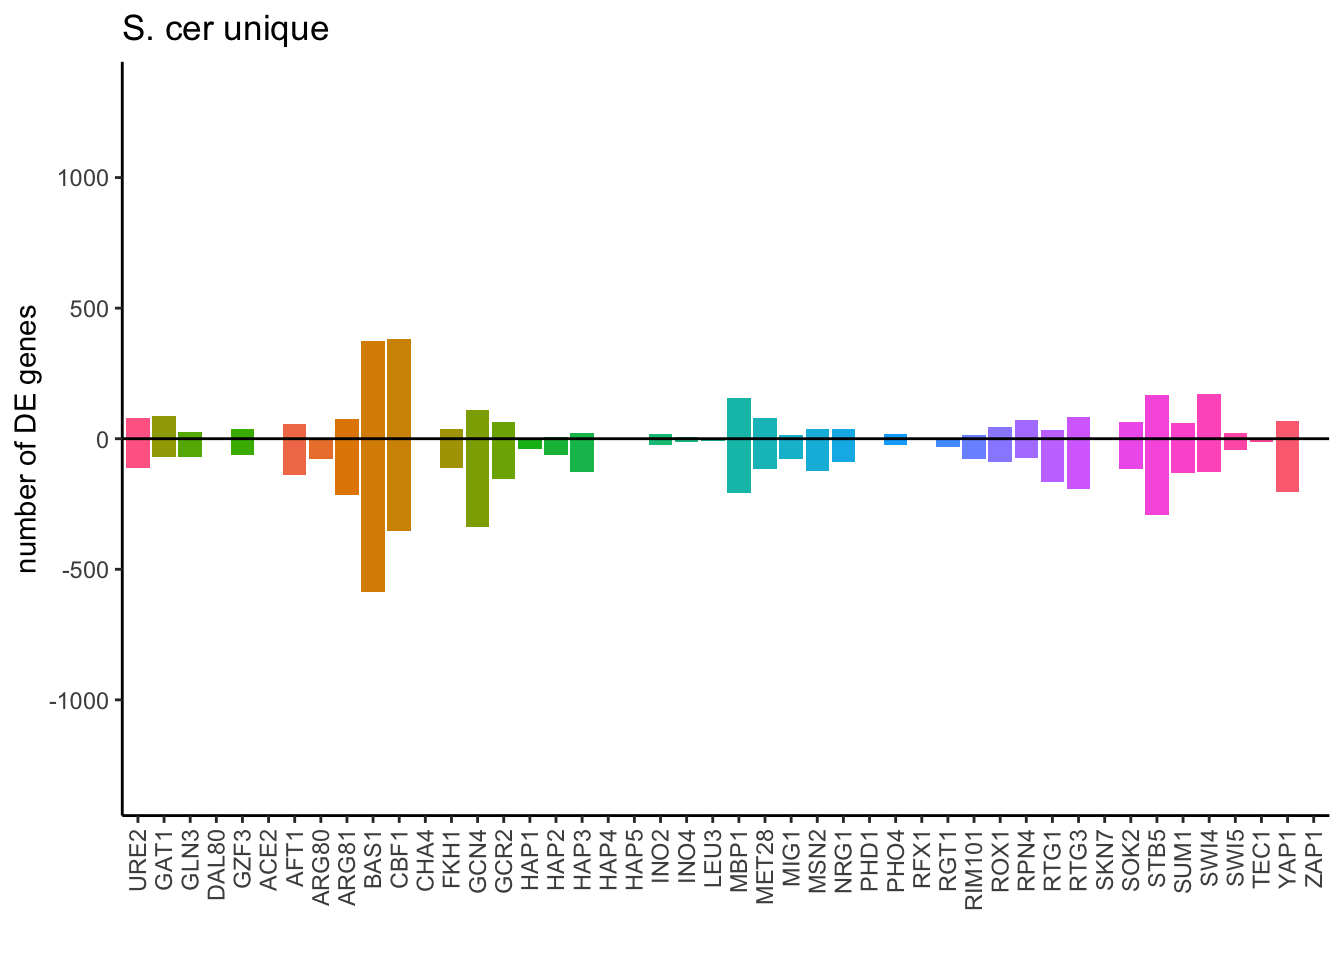 S. cer unique
number of DE genes
1000
500
0
-500
-1000
URE2
GAT1
GLN3
DAL80
GZF3
ACE2
AFT1
ARG80
ARG81
BAS1
CBF1
CHA4
FKH1
GCN4
GCR2
HAP1
HAP2
HAP3
HAP4
HAP5
INO2
INO4
LEU3
MBP1
MET28
MIG1
MSN2
NRG1
PHD1
PHO4
RFX1
RGT1
RIM101
ROX1
RPN4
RTG1
RTG3
SKN7
SOK2
STB5
SUM1
SWI4
SWI5
TEC1
YAP1
ZAP1